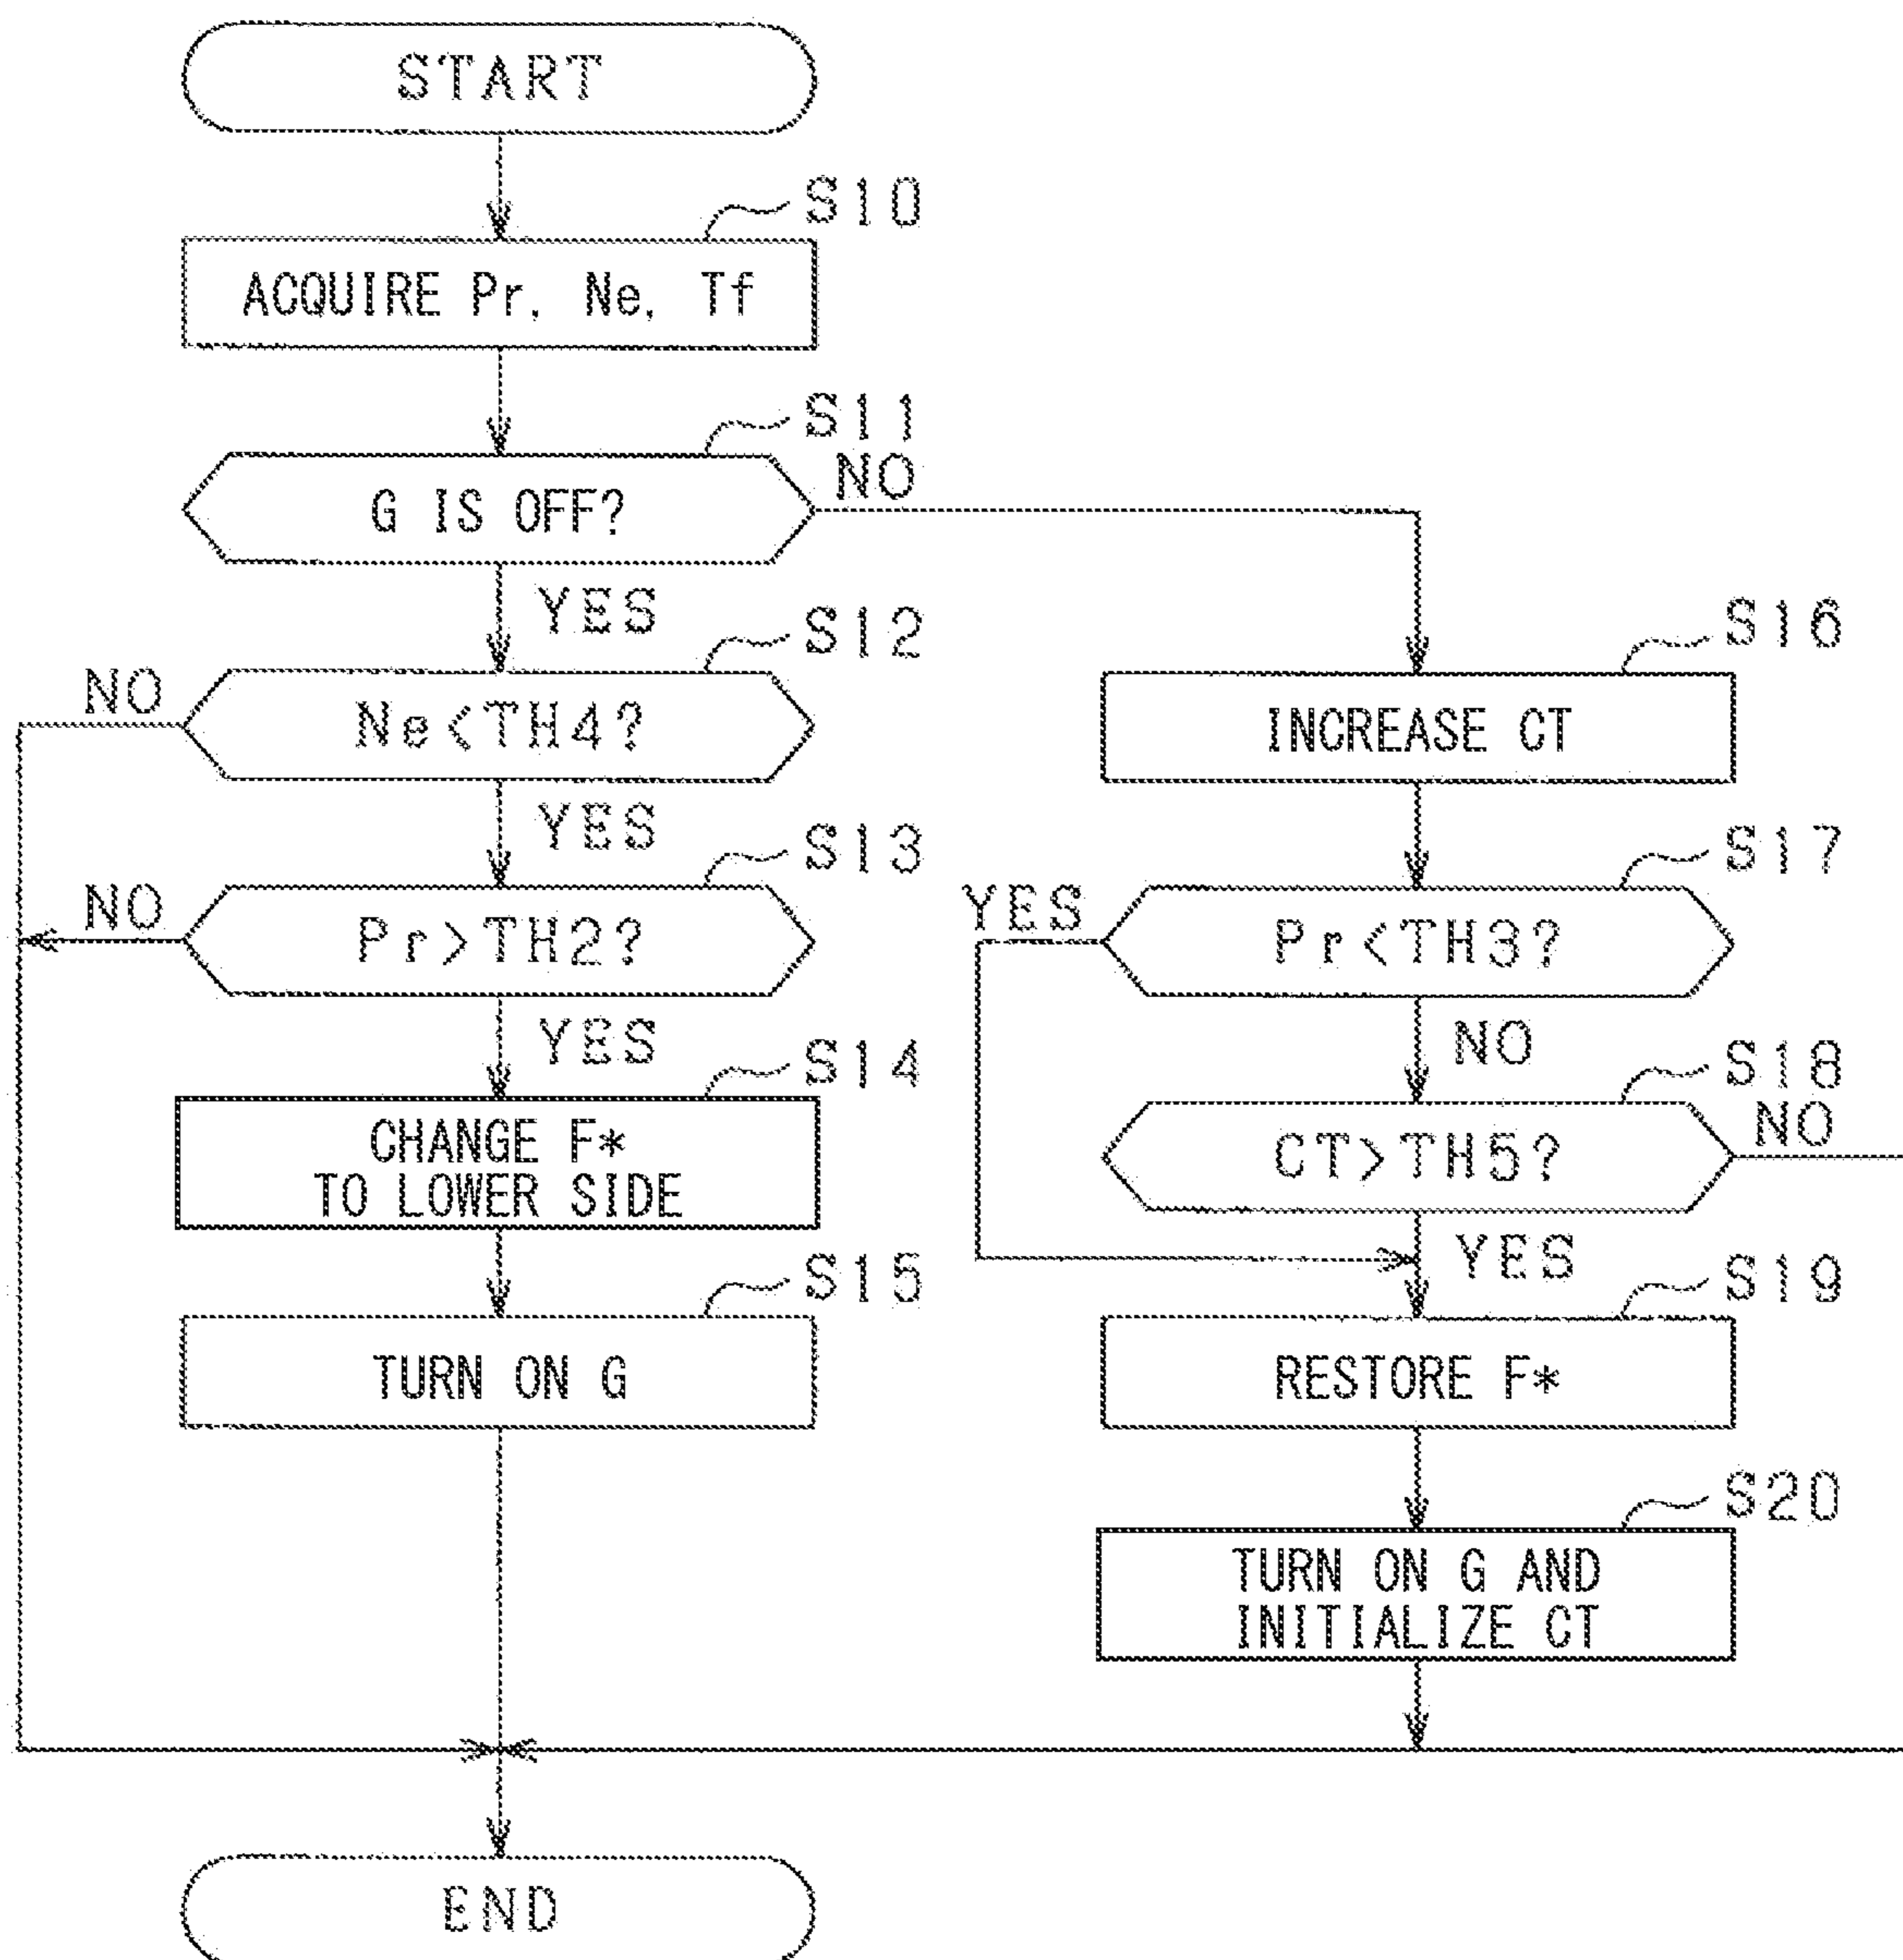 START
S10
ACQUIRE Pr, Ne, Tf
S11
G IS OFF?
NO
YES
S12
Ne<TH4?
NO
YES
S13
Pr>TH2?
NO
YES
S14
CHANGE F*
TO LOWER SIDE
S15
TURN ON G
S16
INCREASE CT
S17
YES
Pr<TH3?
NO
S18
CT>TH5?
NO
YES
S19
RESTORE F*
S20
TURN ON G AND
INITIALIZE CT
END